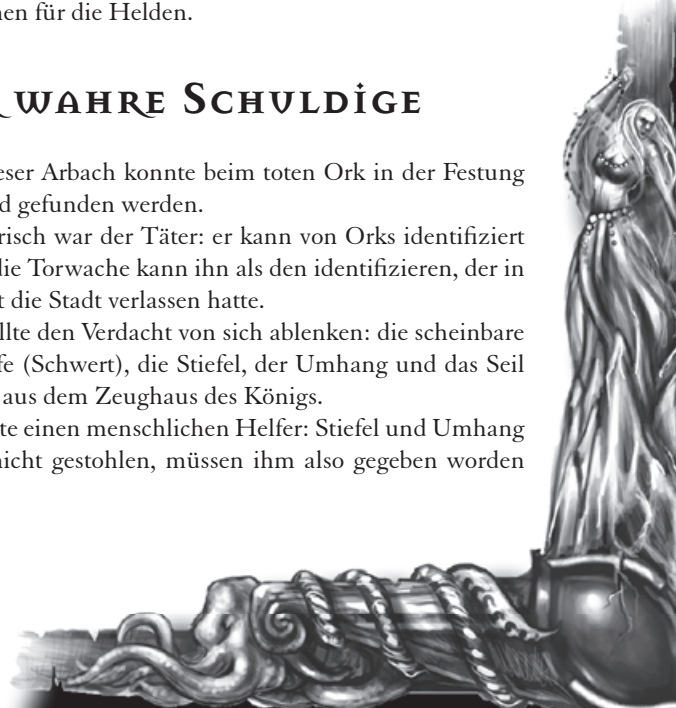 nen für die Helden.
wahre Schuldige
eser Arbach konnte beim toten Ork in der Festung
d gefunden werden.
risch war der Täter: er kann von Orks identifiziert
die Torwache kann ihn als den identifizieren, der in
t die Stadt verlassen hatte.
llte den Verdacht von sich ablenken: die scheinbare
fe (Schwert), die Stiefel, der Umhang und das Seil
aus dem Zeughaus des Königs.
te einen menschlichen Helfer: Stiefel und Umhang
nicht gestohlen, müssen ihm also gegeben worden